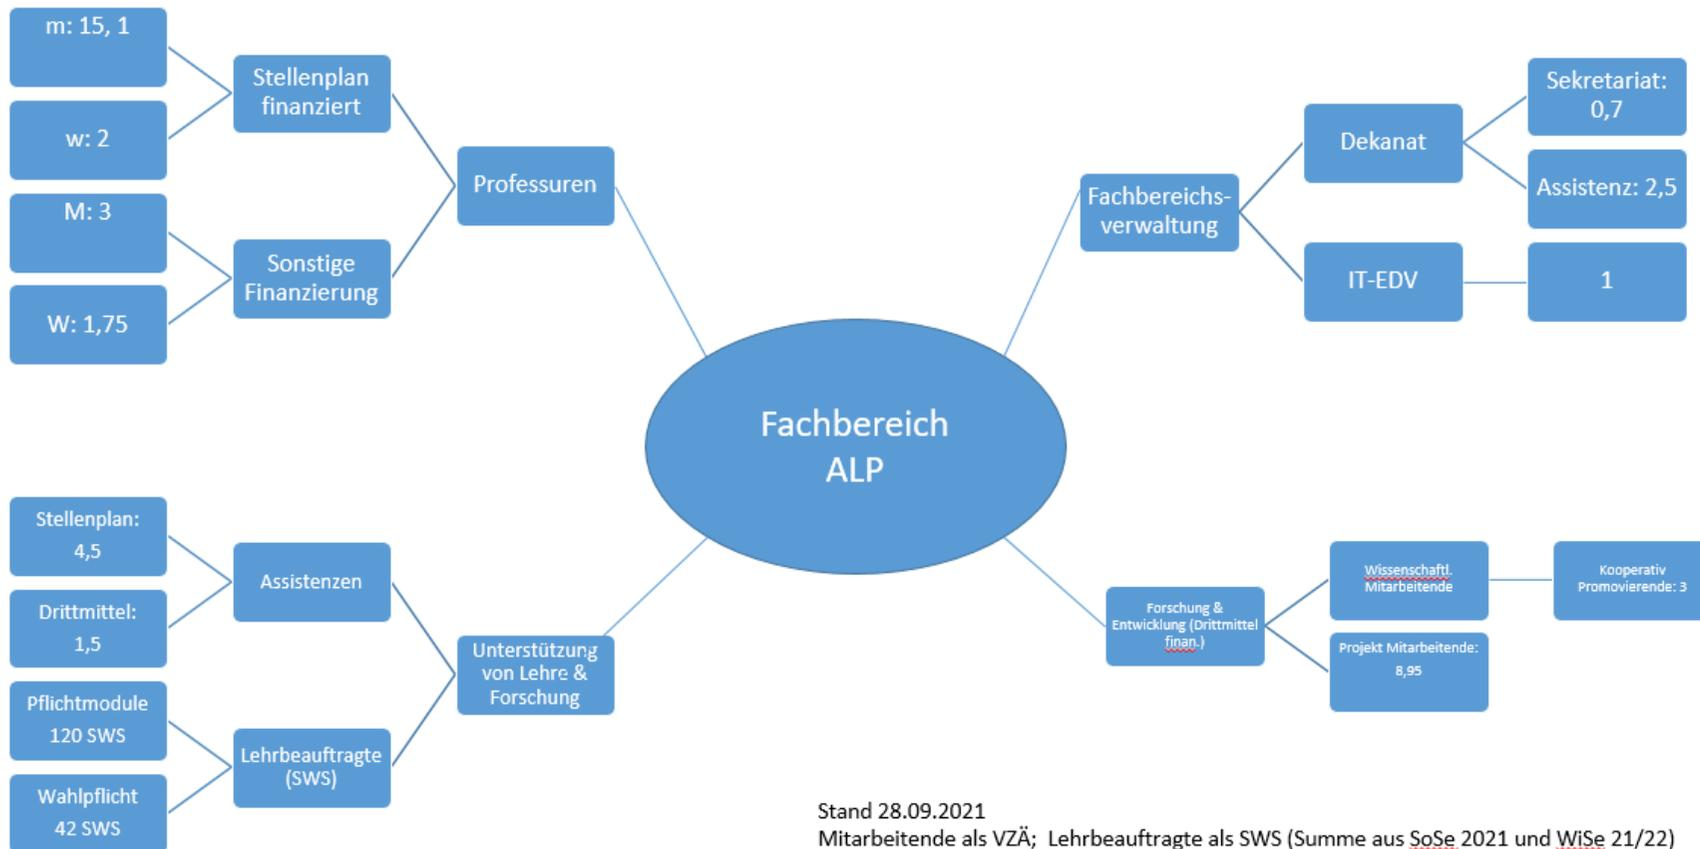 m: 15, 1
w: 2
M: 3
W: 1,75
Stellenplan
finanziert
Sonstige
Finanzierung
Professuren
Fachbereichs-
verwaltung
Dekanat
IT-EDV
Sekretariat:
0,7
Assistenz: 2,5
1
Fachbereich
ALP
Stellenplan:
4,5
Drittmittel:
1,5
Pflichtmodule
120 SWS
Wahlpflicht
42 SWS
Assistenzen
Lehrbeauftragte
(SWS)
Unterstützung
von Lehre &
Forschung
Forschung &
Entwicklung (Drittmittel
finan.)
Wissenschaftl.
Mitarbeitende
Projekt Mitarbeitende:
8,95
Kooperativ
Promovierende: 3
Stand 28.09.2021
Mitarbeitende als VZÄ; Lehrbeauftragte als SWS (Summe aus SoSe 2021 und WiSe 21/22)